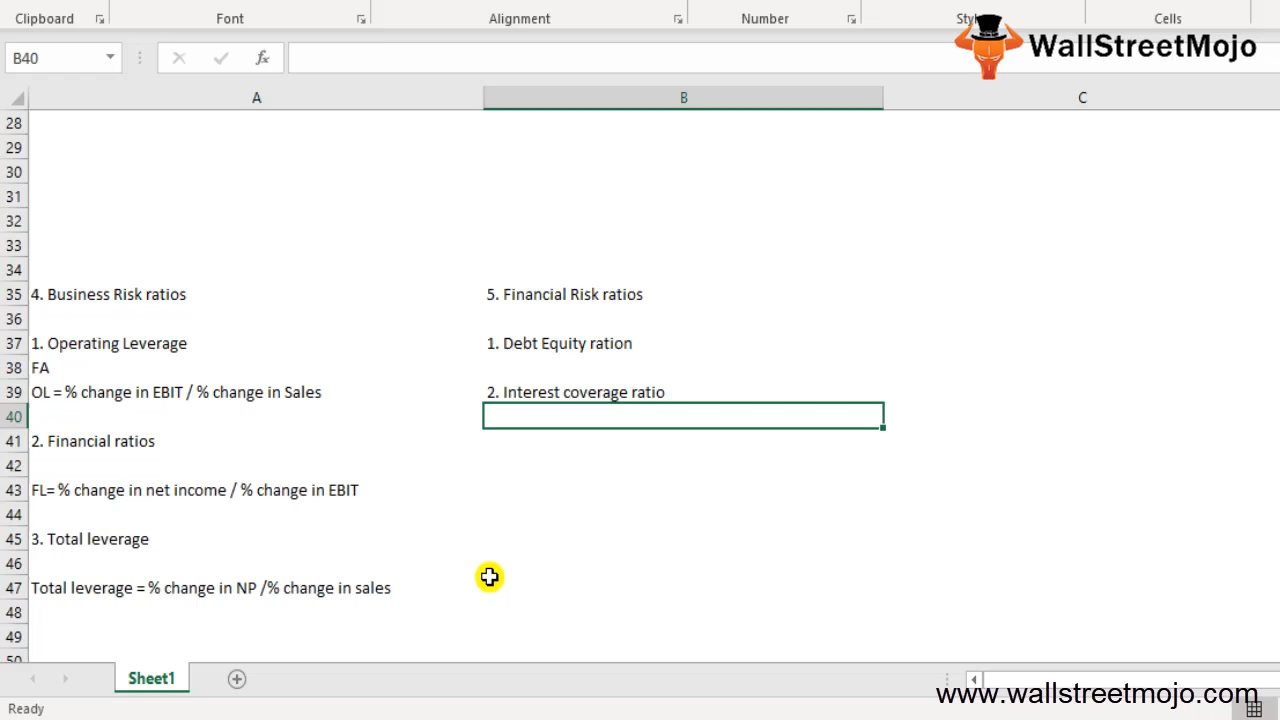 Clipboard Font Alignment Number Cells
WallStreetMojo
B40 fx
A B C
28
29
30
31
32
33
34
35 4. Business Risk ratios 5. Financial Risk ratios
36
37 1. Operating Leverage 1. Debt Equity ration
38 FA
39 OL = % change in EBIT / % change in Sales 2. Interest coverage ratio
40
41 2. Financial ratios
42
43 FL= % change in net income / % change in EBIT
44
45 3. Total leverage
46
47 Total leverage = % change in NP /% change in sales
48
49
50
Sheet1
www.wallstreetmojo.com
Ready